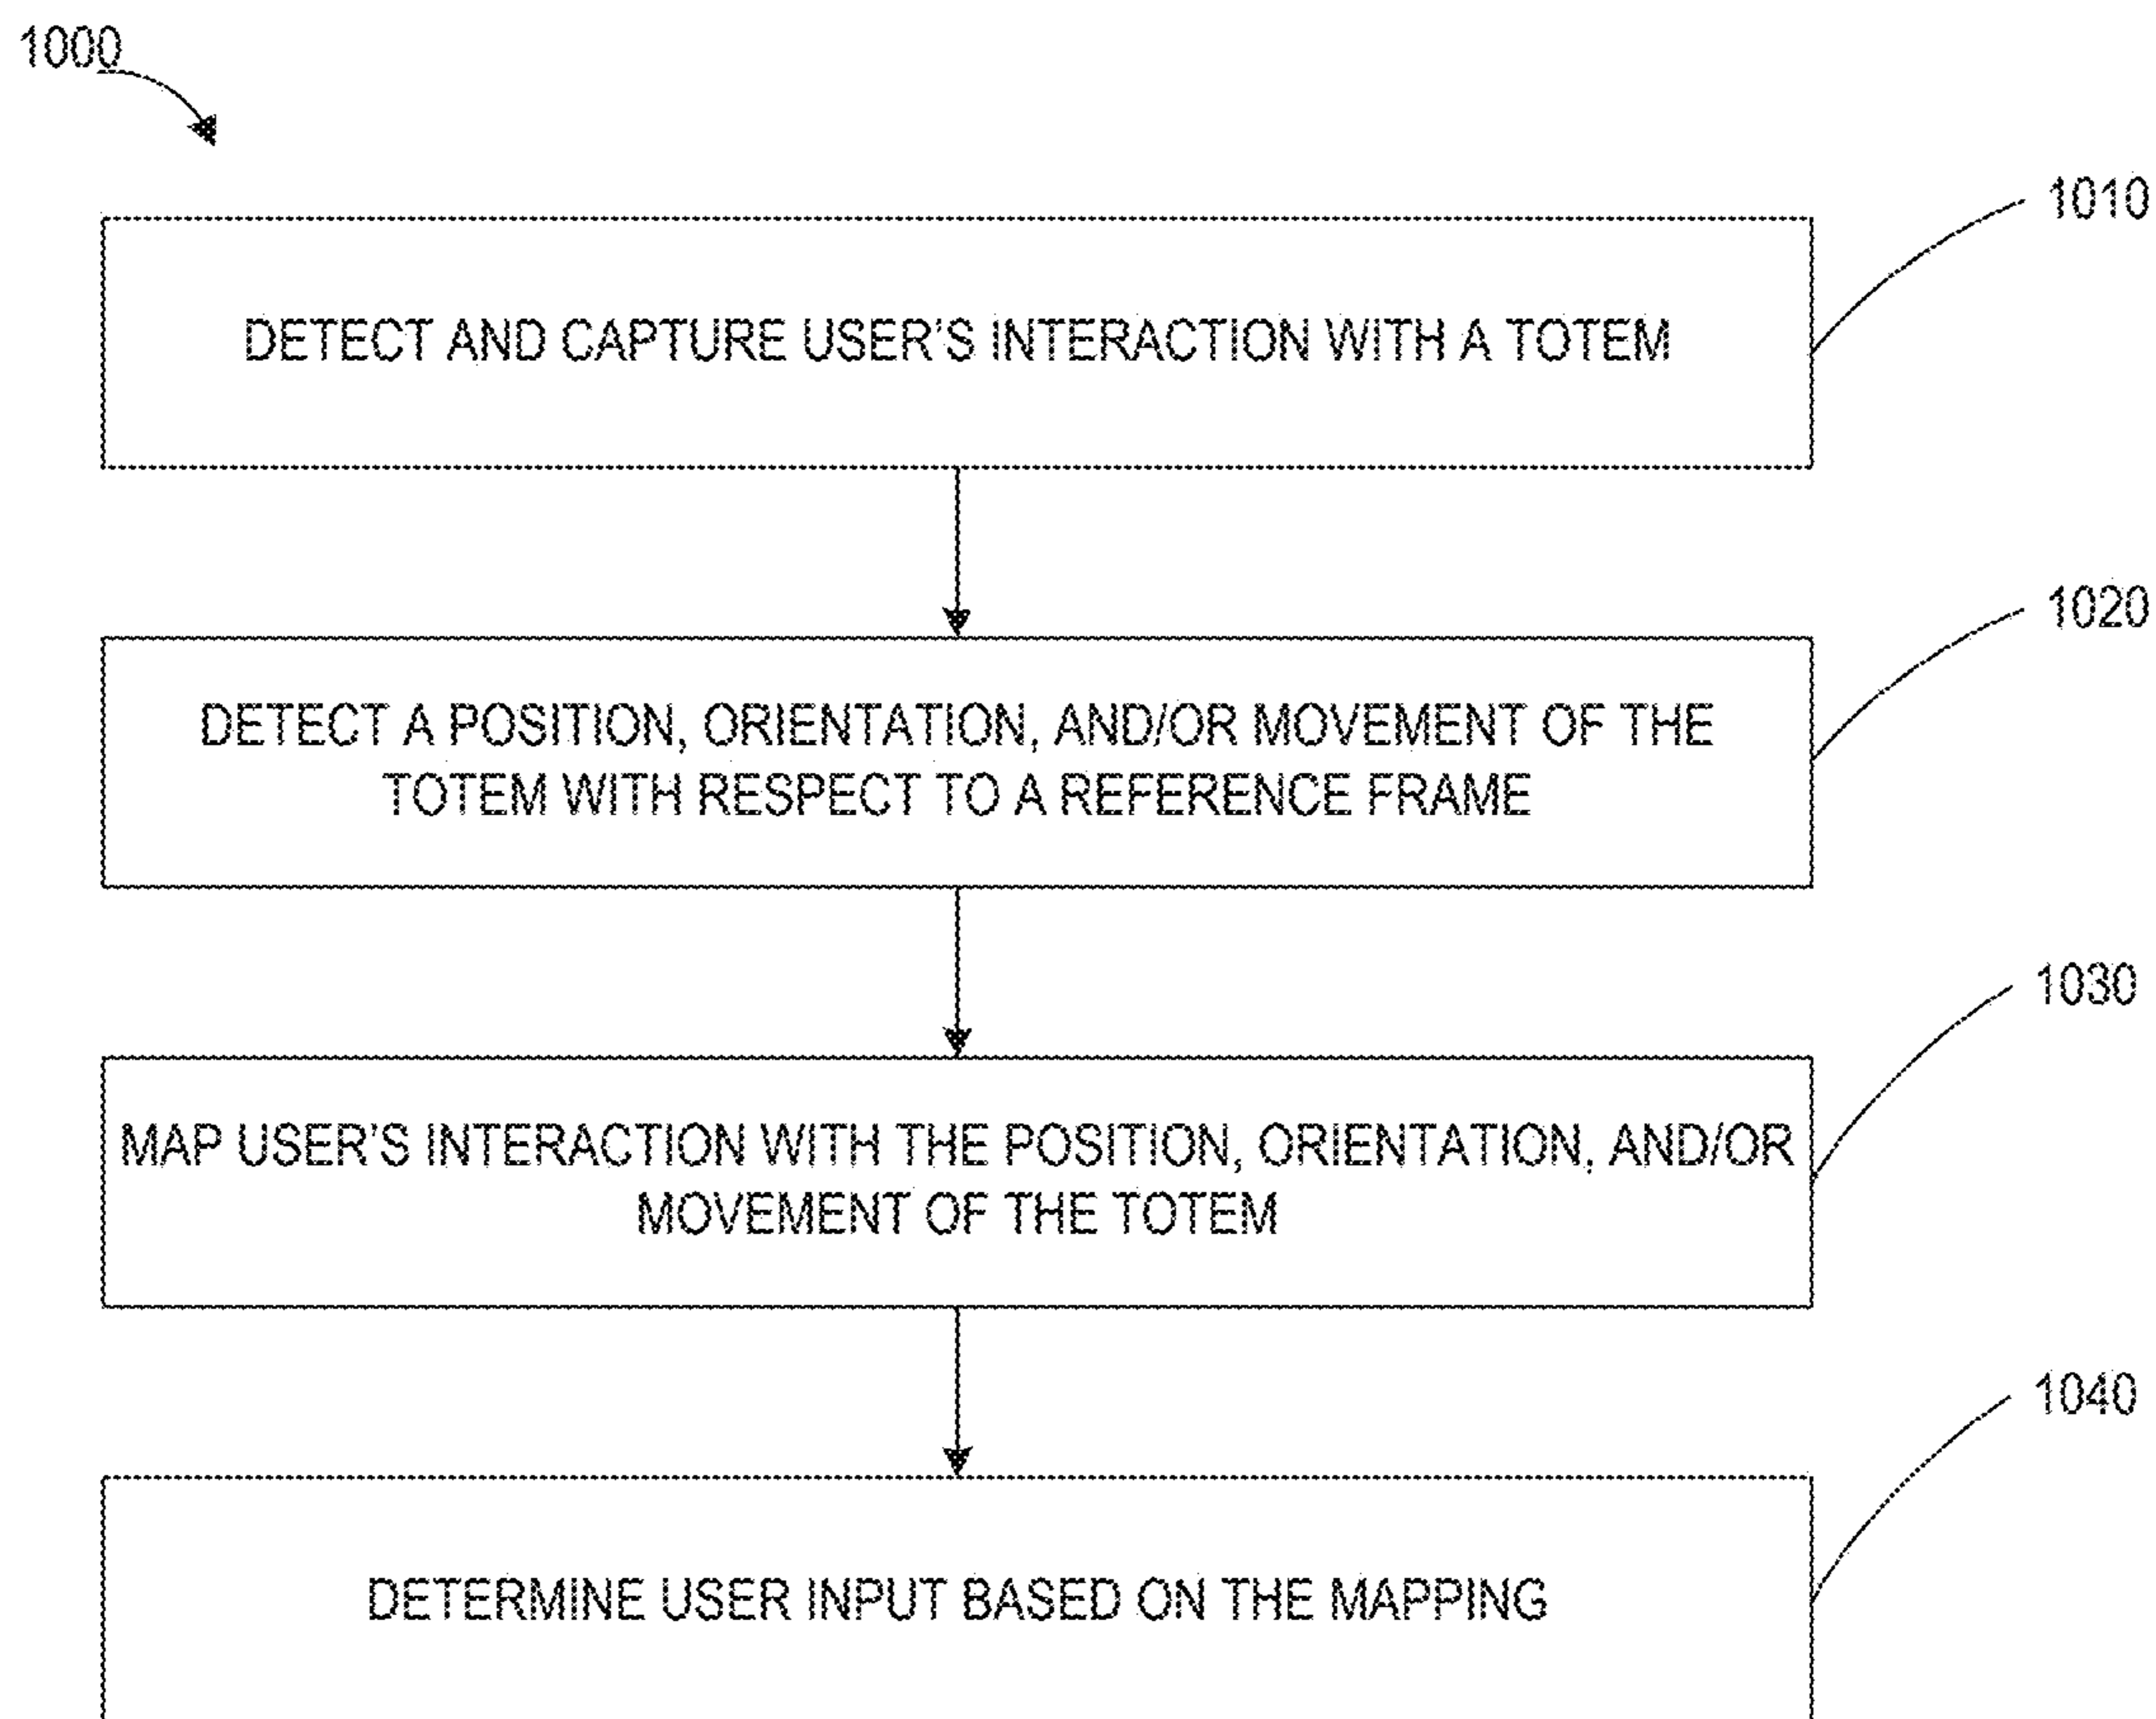 1000
1010
DETECT AND CAPTURE USER'S INTERACTION WITH A TOTEM
1020
DETECT A POSITION, ORIENTATION, AND/OR MOVEMENT OF THE
TOTEM WITH RESPECT TO A REFERENCE FRAME
1030
MAP USER'S INTERACTION WITH THE POSITION, ORIENTATION, AND/OR
MOVEMENT OF THE TOTEM
1040
DETERMINE USER INPUT BASED ON THE MAPPING